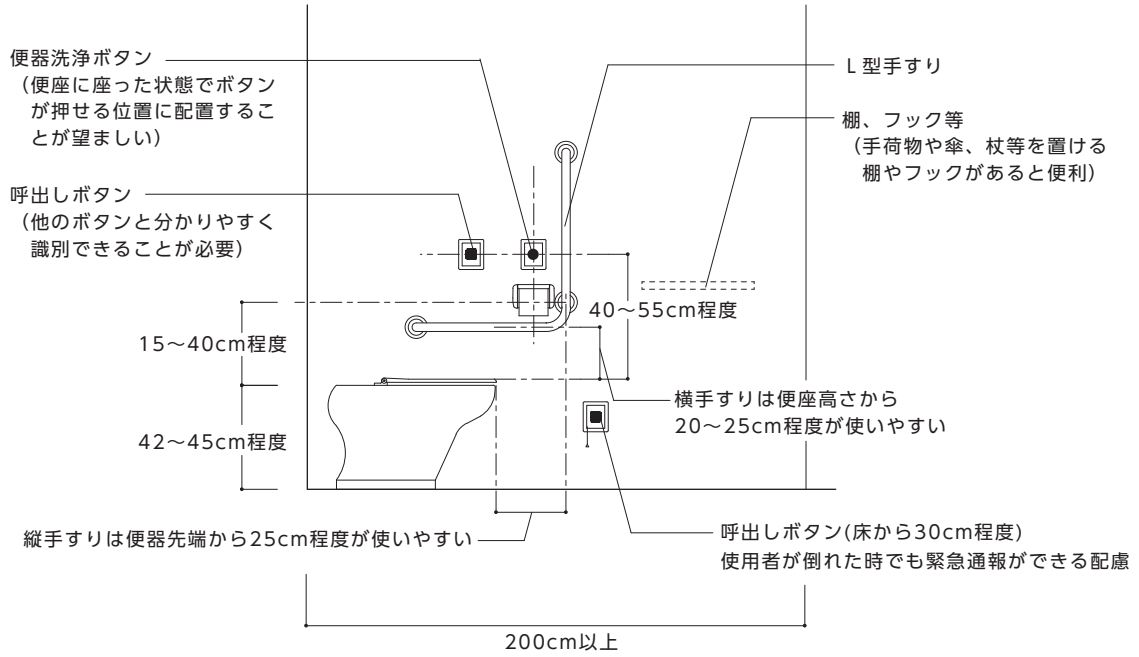 便器洗浄ボタン
（便座に座った状態でボタン
が押せる位置に配置するこ
とが望ましい）
呼出しボタン
（他のボタンと分かりやすく
識別できることが必要）
L型手すり
棚、フック等
（手荷物や傘、杖等を置ける
棚やフックがあると便利）
40～55cm程度
15～40cm程度
横手すりは便座高さから
20～25cm程度が使いやすい
42～45cm程度
縦手すりは便器先端から25cm程度が使いやすい
呼出しボタン(床から30cm程度)
使用者が倒れた時でも緊急通報ができる配慮
200cm以上